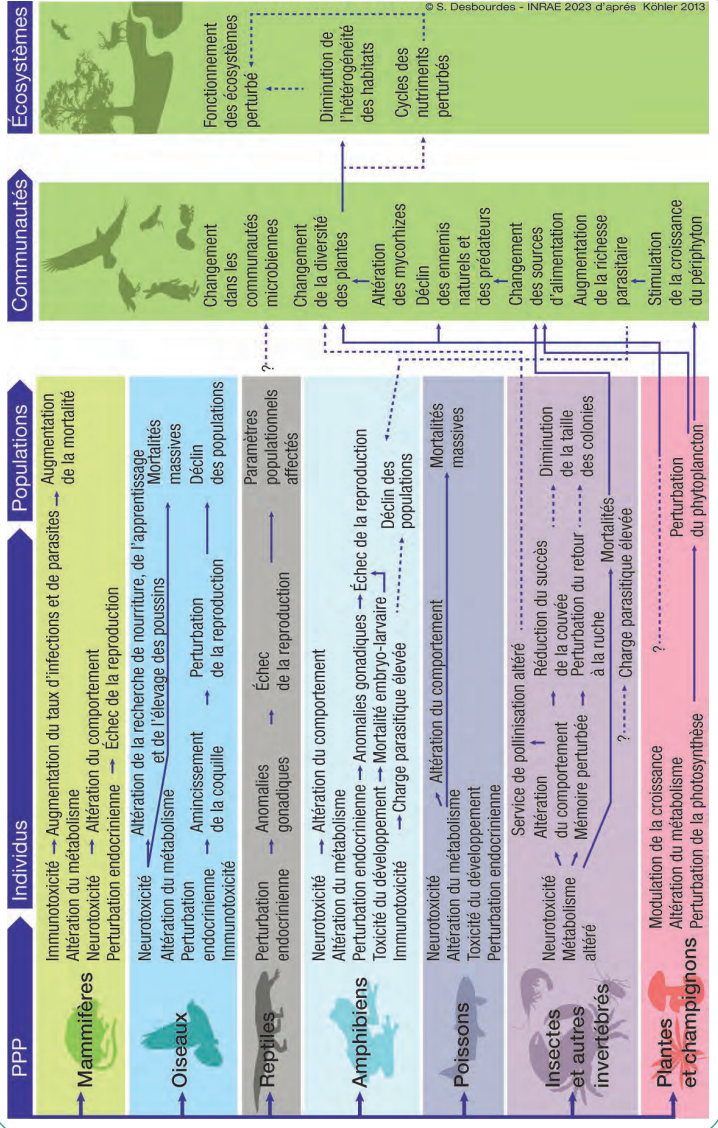 PPP
Individus
Populations
Communautés
Écosystèmes
© S. Desbourdes - INRAE 2023 d'aprés Köhler 2013
Mammifères
Immunotoxicité
Augmentation du taux d'infections et de parasites
Augmentation
de la mortalité
Altération du métabolisme
Neurotoxicité
Altération du comportement
Perturbation endocrinienne
Échec de la reproduction
Oiseaux
Neurotoxicité
Altération de la recherche de nourriture, de l'apprentissage
et de l'élevage des poussins
Mortalités
massives
Altération du métabolisme
Perturbation
endocrinienne
Amincissement
de la coquille
Perturbation
de la reproduction
Déclin
des populations
Immunotoxicité
Reptiles
Perturbation
endocrinienne
Anomalies
gonadiques
Échec
de la reproduction
Paramètres
populationnels
affectés
?
Amphibiens
Neurotoxicité
Altération du comportement
Altération du métabolisme
Perturbation endocrinienne
Anomalies gonadiques
Échec de la reproduction
Toxicité du développement
Mortalité embryo-larvaire
Immunotoxicité
Charge parasitique élevée
Déclin des
populations
Poissons
Neurotoxicité
Altération du comportement
Mortalités
massives
Altération du métabolisme
Toxicité du développement
Perturbation endocrinienne
Insectes
et autres
invertébrés
Neurotoxicité
Métabolisme
altéré
Service de pollinisation altéré
Altération
du comportement
Mémoire perturbée
Réduction du succès
de la couvée
Perturbation du retour
à la ruche
Diminution
de la taille
des colonies
Mortalités
?
Charge parasitique élevée
Plantes
et champignons
Modulation de la croissance
?
Altération du métabolisme
Perturbation de la photosynthèse
Perturbation
du phytoplancton
Changement
dans les
communautés
microbiennes
Changement
de la diversité
des plantes
Altération
des mycorhizes
Déclin
des ennemis
naturels et
des prédateurs
Changement
des sources
d'alimentation
Augmentation
de la richesse
parasitaire
Stimulation
de la croissance
du périphyton
Fonctionnement
des écosystèmes
perturbé
Diminution de
l'hétérogénéité
des habitats
Cycles des
nutriments
perturbés